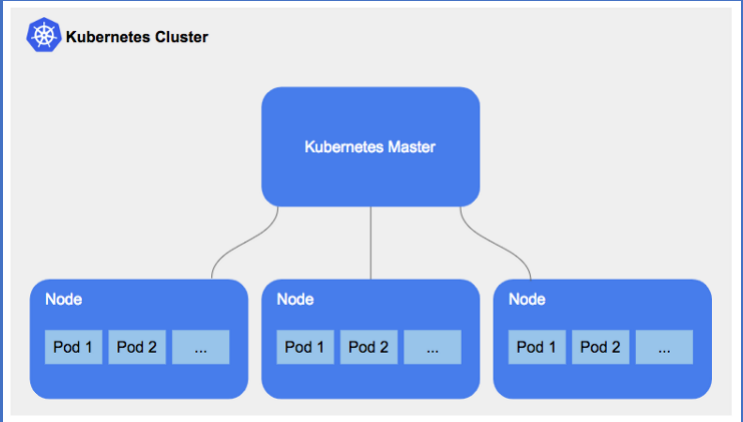 Kubernetes Cluster
Kubernetes Master
Node
Pod 1 Pod 2 ...
Node
Pod 1 Pod 2 ...
Node
Pod 1 Pod 2 ...